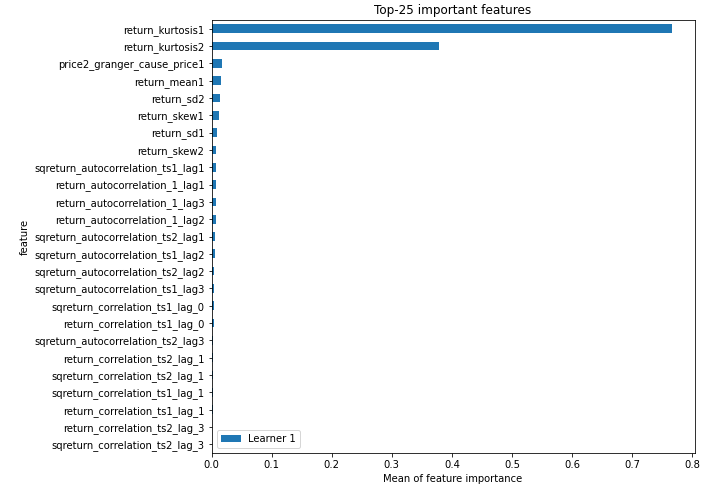 Top-25 important features
return_kurtosis1
return_kurtosis2
price2_granger_cause_price1
return_mean1
return_sd2
return_skew1
return_sd1
return_skew2
sqreturn_autocorrelation_ts1_lag1
return_autocorrelation_1_lag1
return_autocorrelation_1_lag3
return_autocorrelation_1_lag2
sqreturn_autocorrelation_ts2_lag1
sqreturn_autocorrelation_ts1_lag2
sqreturn_autocorrelation_ts2_lag2
sqreturn_autocorrelation_ts1_lag3
sqreturn_correlation_ts1_lag_0
return_correlation_ts1_lag_0
sqreturn_autocorrelation_ts2_lag3
return_correlation_ts2_lag_1
sqreturn_correlation_ts2_lag_1
sqreturn_correlation_ts1_lag_1
return_correlation_ts1_lag_1
return_correlation_ts2_lag_3
sqreturn_correlation_ts2_lag_3
feature
Learner 1
0.0 0.1 0.2 0.3 0.4 0.5 0.6 0.7 0.8
Mean of feature importance